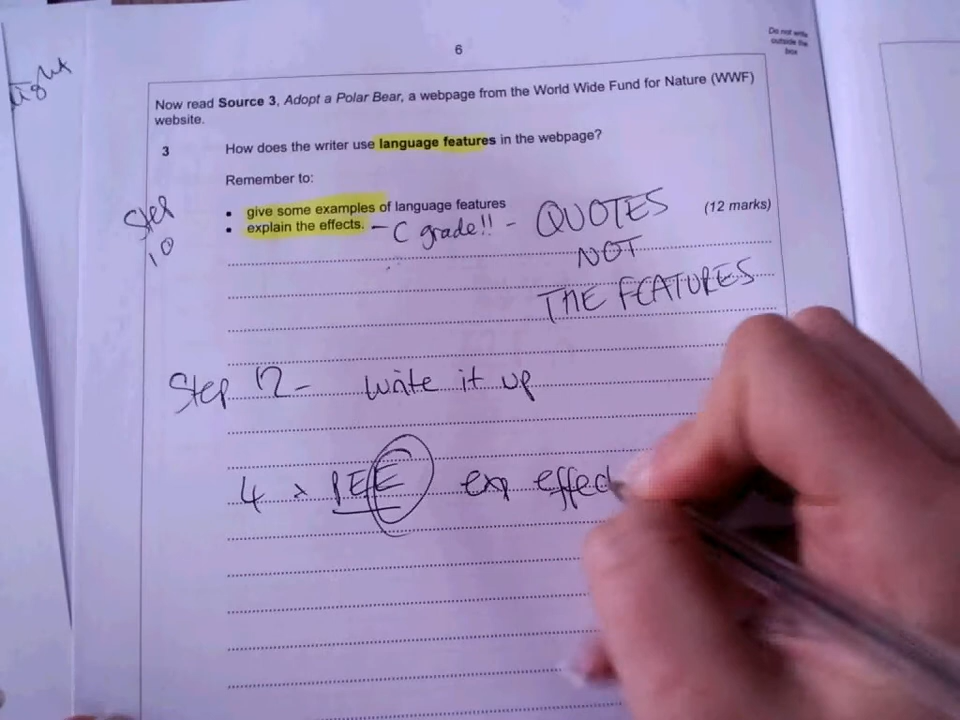 6
Do not write
outside the
box
Now read Source 3, Adopt a Polar Bear, a webpage from the World Wide Fund for Nature (WWF)
website.
3 How does the writer use language features in the webpage?
Remember to:
• give some examples of language features
• explain the effects. - C grade!! - QUOTES
(12 marks)
NOT
THE FEATURES
Step
10
Step 12 - write it up
4 x PEE exp effec